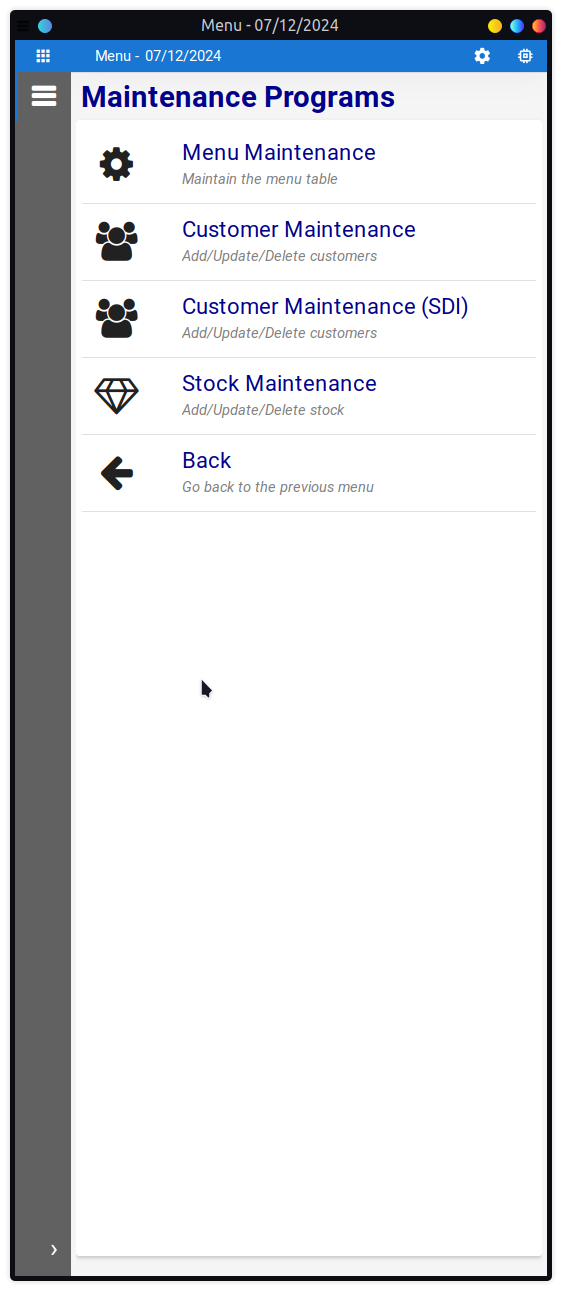 Menu - 07/12/2024
Menu - 07/12/2024
Maintenance Programs
Menu Maintenance
Maintain the menu table
Customer Maintenance
Add/Update/Delete customers
Customer Maintenance (SDI)
Add/Update/Delete customers
Stock Maintenance
Add/Update/Delete stock
Back
Go back to the previous menu